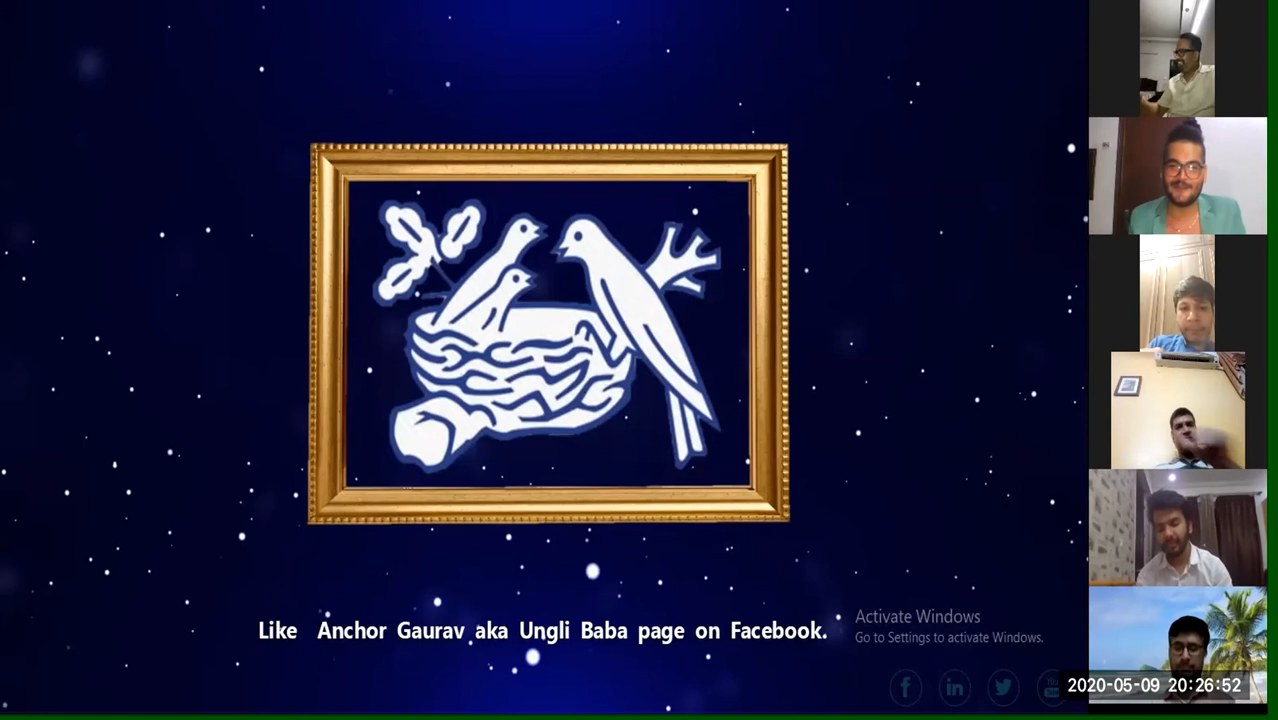 Like Anchor Gaurav aka Ungli Baba page on Facebook.
Activate Windows
Go to Settings to activate Windows.
2020-05-09 20:26:52